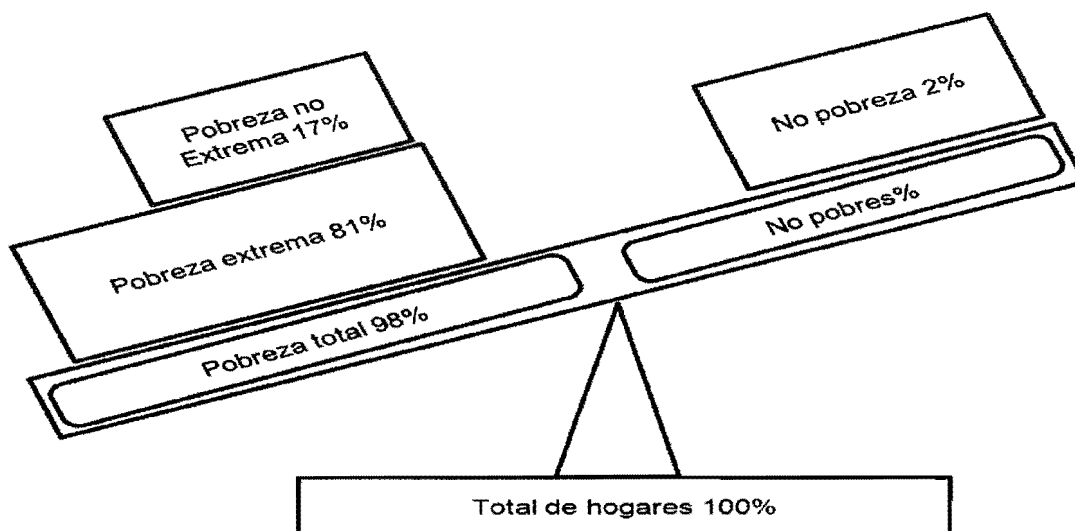 Pobreza no
Extrema 17%
No pobreza 2%
Pobreza extrema 81%
No pobres%
Pobreza total 98%
Total de hogares 100%